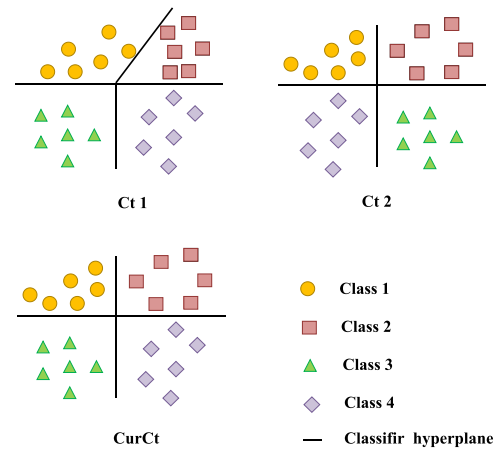 Ct 1
Ct 2
CurCt
Class 1
Class 2
Class 3
Class 4
Classifir hyperplane